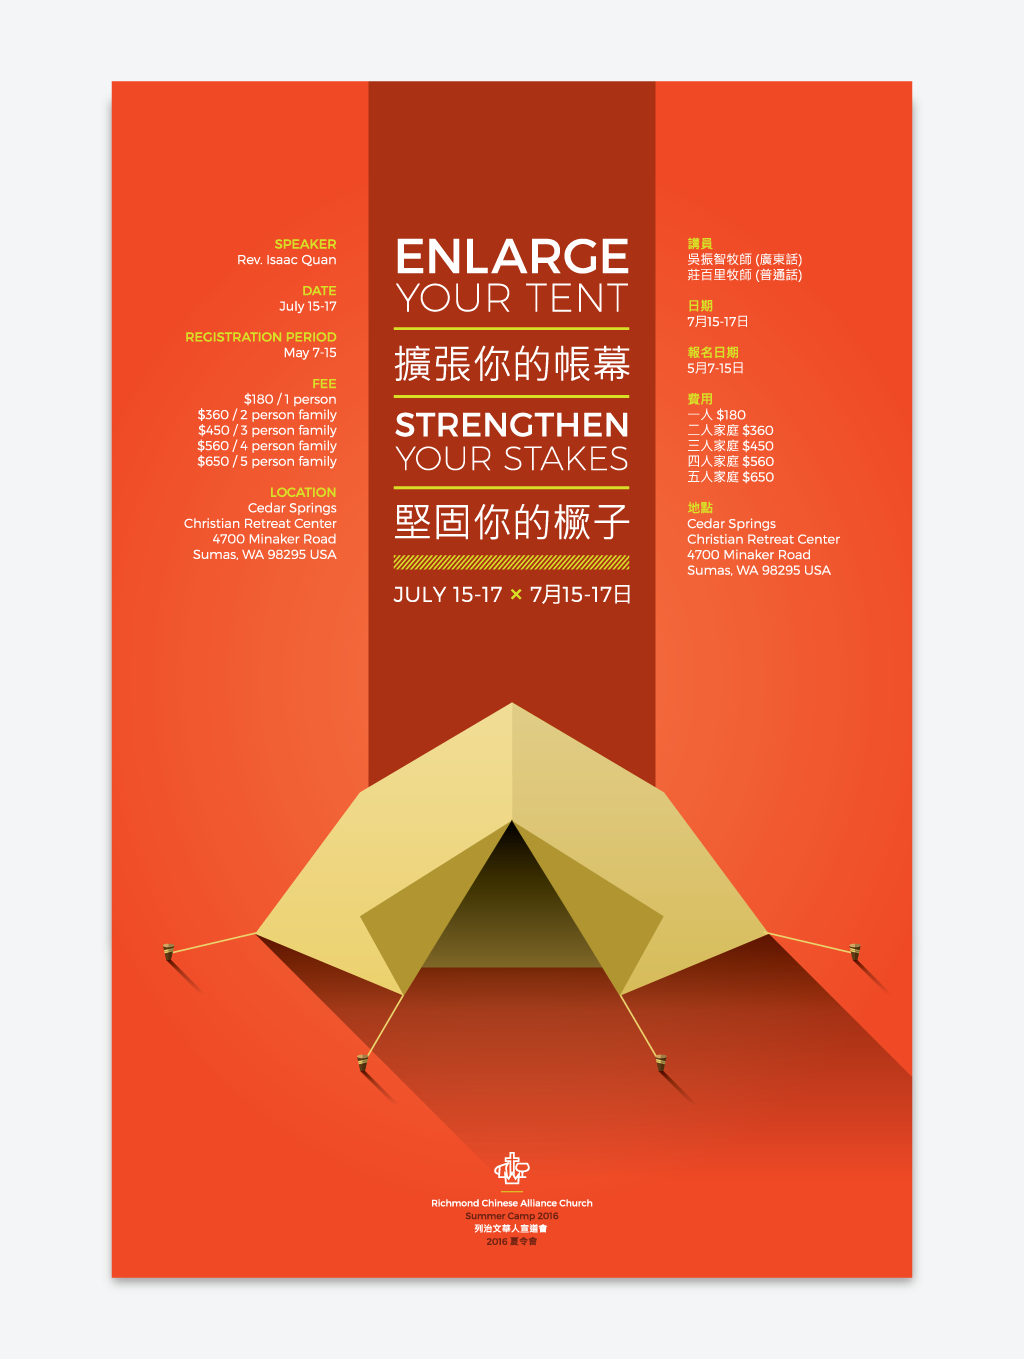 SPEAKER
Rev. Isaac Quan
DATE
July 15-17
REGISTRATION PERIOD
May 7-15
FEE
$180 / 1 person
$360 / 2 person family
$450 / 3 person family
$560 / 4 person family
$650 / 5 person family
LOCATION
Cedar Springs
Christian Retreat Center
4700 Minaker Road
Sumas, WA 98295 USA
ENLARGE
YOUR TENT
擴張你的帳幕
STRENGTHEN
YOUR STAKES
堅固你的橛子
JULY 15-17 × 7月15-17日
講員
吳振智牧師 (廣東話)
莊百里牧師 (普通話)
日期
7月15-17日
報名日期
5月7-15日
費用
一人 $180
二人家庭 $360
三人家庭 $450
四人家庭 $560
五人家庭 $650
地點
Cedar Springs
Christian Retreat Center
4700 Minaker Road
Sumas, WA 98295 USA
Richmond Chinese Alliance Church
Summer Camp 2016
列治文華人宣道會
2016 夏令會